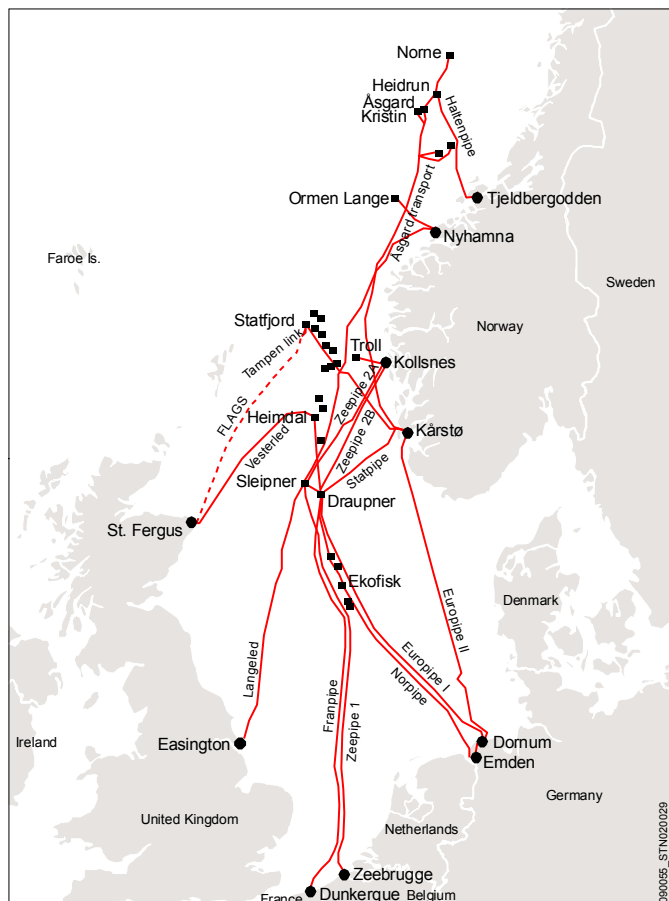 Norne
Heidrun
Åsgard
Kristin
Haltenpipe
Ormen Lange
Åsgard transport
Tjeldbergodden
Nyhamna
Faroe Is.
Sweden
Statfjord
Tampen link
Norway
Troll
Kollsnes
FLAGS
Zeepipe 2A
Heimdal
Vesterled
Zeepipe 2B
Kårstø
Statpipe
Sleipner
Draupner
St. Fergus
Ekofisk
Europipe II
Denmark
Langeled
Europipe I
Norpipe
Franpipe
Zeepipe 1
Ireland
Easington
Dornum
Emden
United Kingdom
Netherlands
Germany
Zeebrugge
France
Dunkerque
Belgium
090055_STN020029